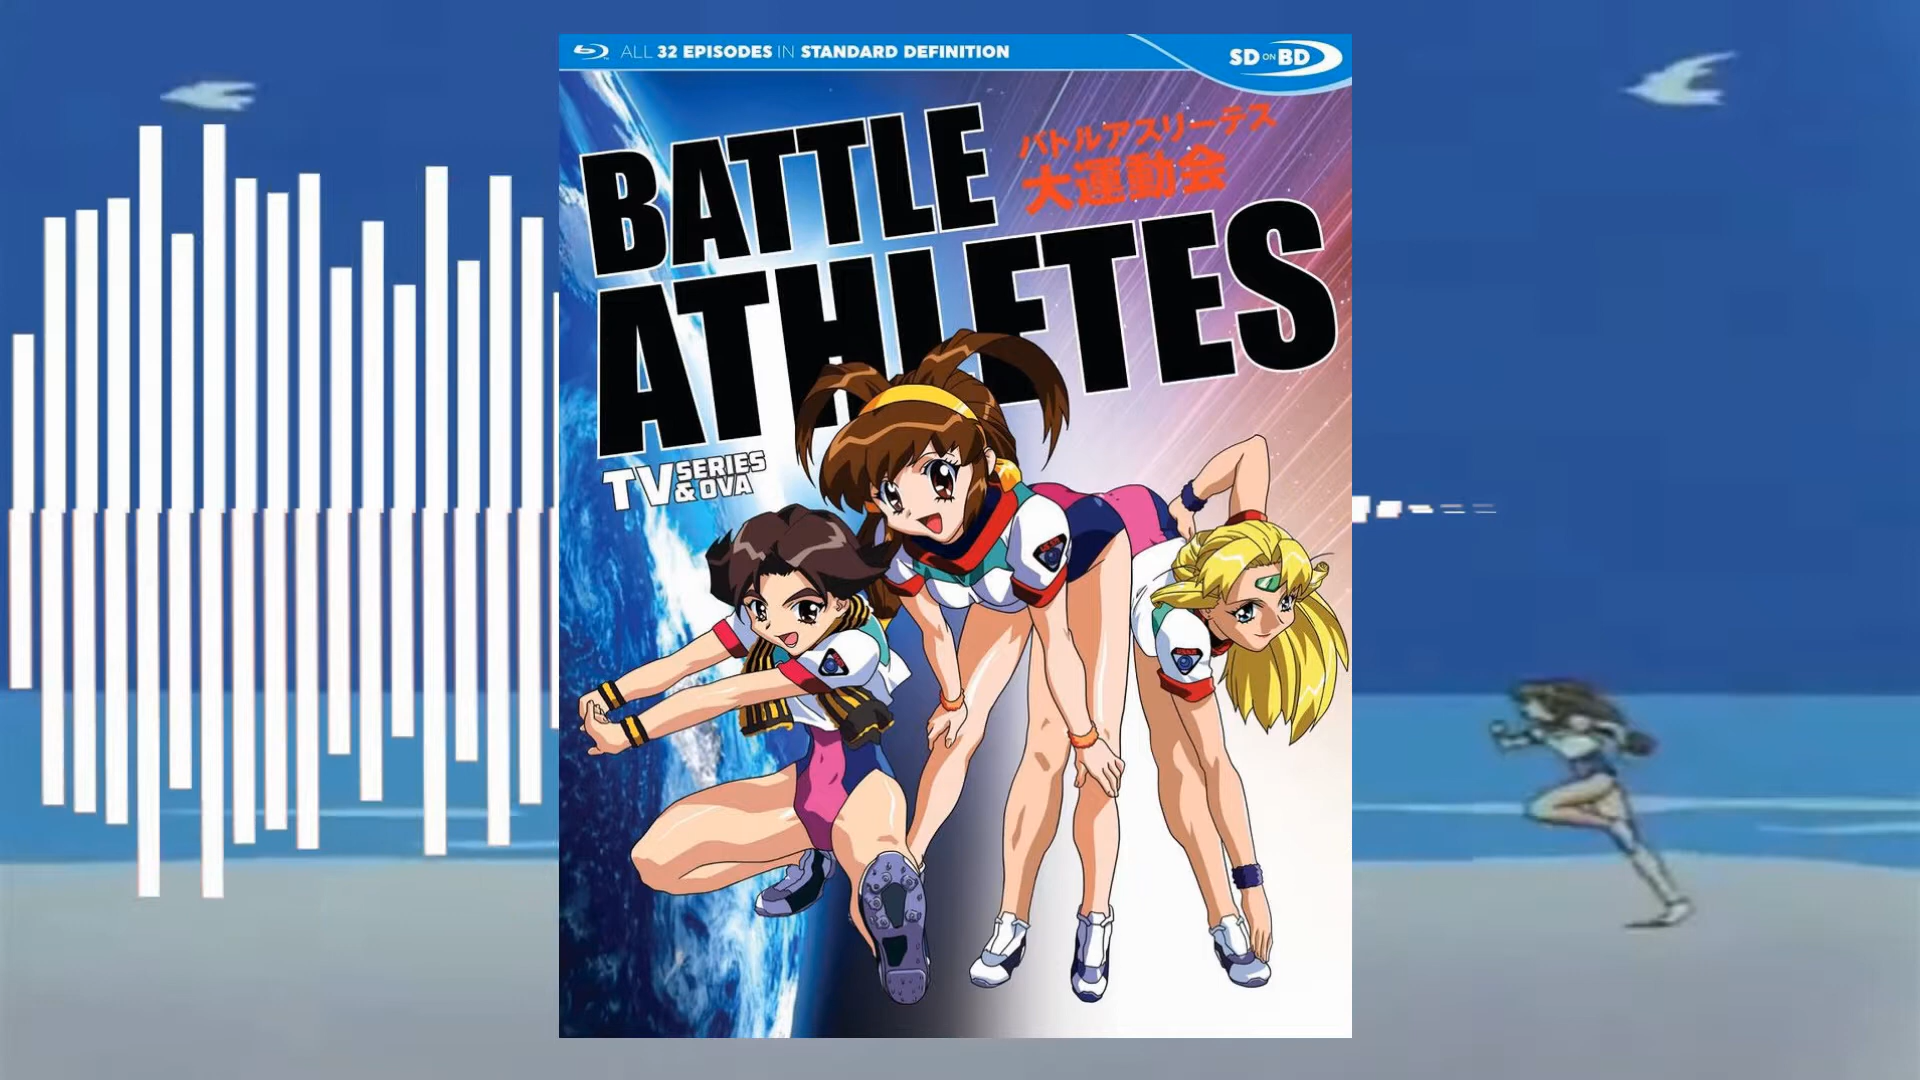 ALL 32 EPISODES IN STANDARD DEFINITION
SD ON BD
BATTLE
バトルアスリーテス
大運動会
ATHLETES
TV SERIES
& OVA